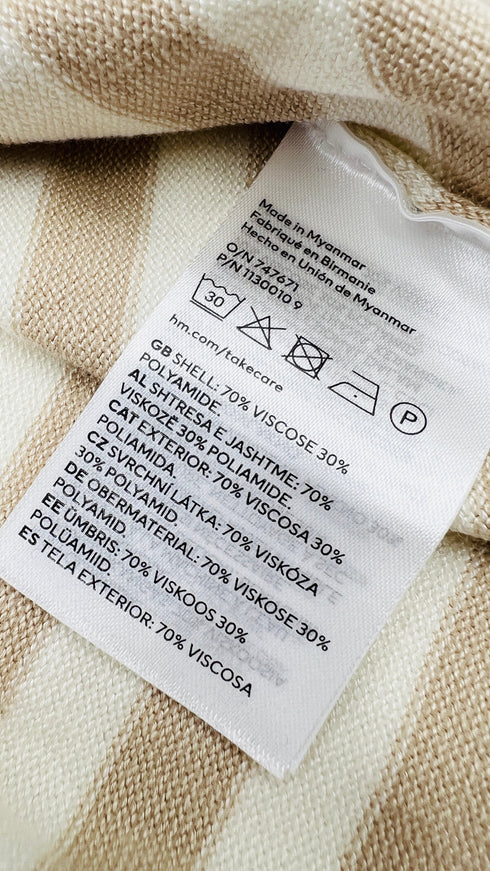 Made in Myanmar
Fabriqué en Birmanie
Hecho en Unión de Myanmar
O/N 747671
P/N 1130010 9
30
P
hm.com/takecare
GB SHELL: 70% VISCOSE 30%
POLYAMIDE.
AL SHTRESA E JASHTME: 70%
VISKOZË 30% POLIAMIDE.
CAT EXTERIOR: 70% VISCOSA 30%
POLIAMIDA
CZ SVRCHNÍ LÁTKA: 70% VISKÓZA
30% POLYAMID.
DE OBERMATERIAL: 70% VISKOSE 30%
POLYAMID
EE ÜMBRIS: 70% VISKOOS 30%
POLÜAMIID
ES TELA EXTERIOR: 70% VISCOSA